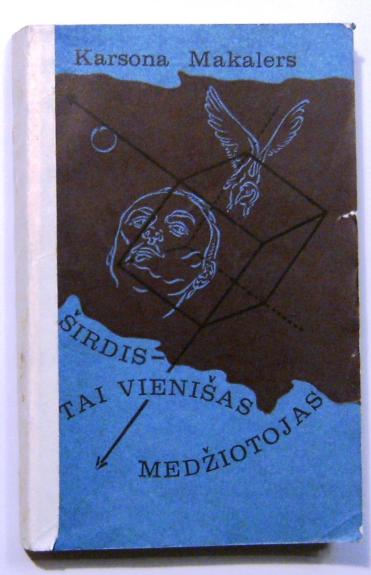 Karsona Makalers
ŠIRDIS–
TAI VIENIŠAS
MEDŽIOTOJAS